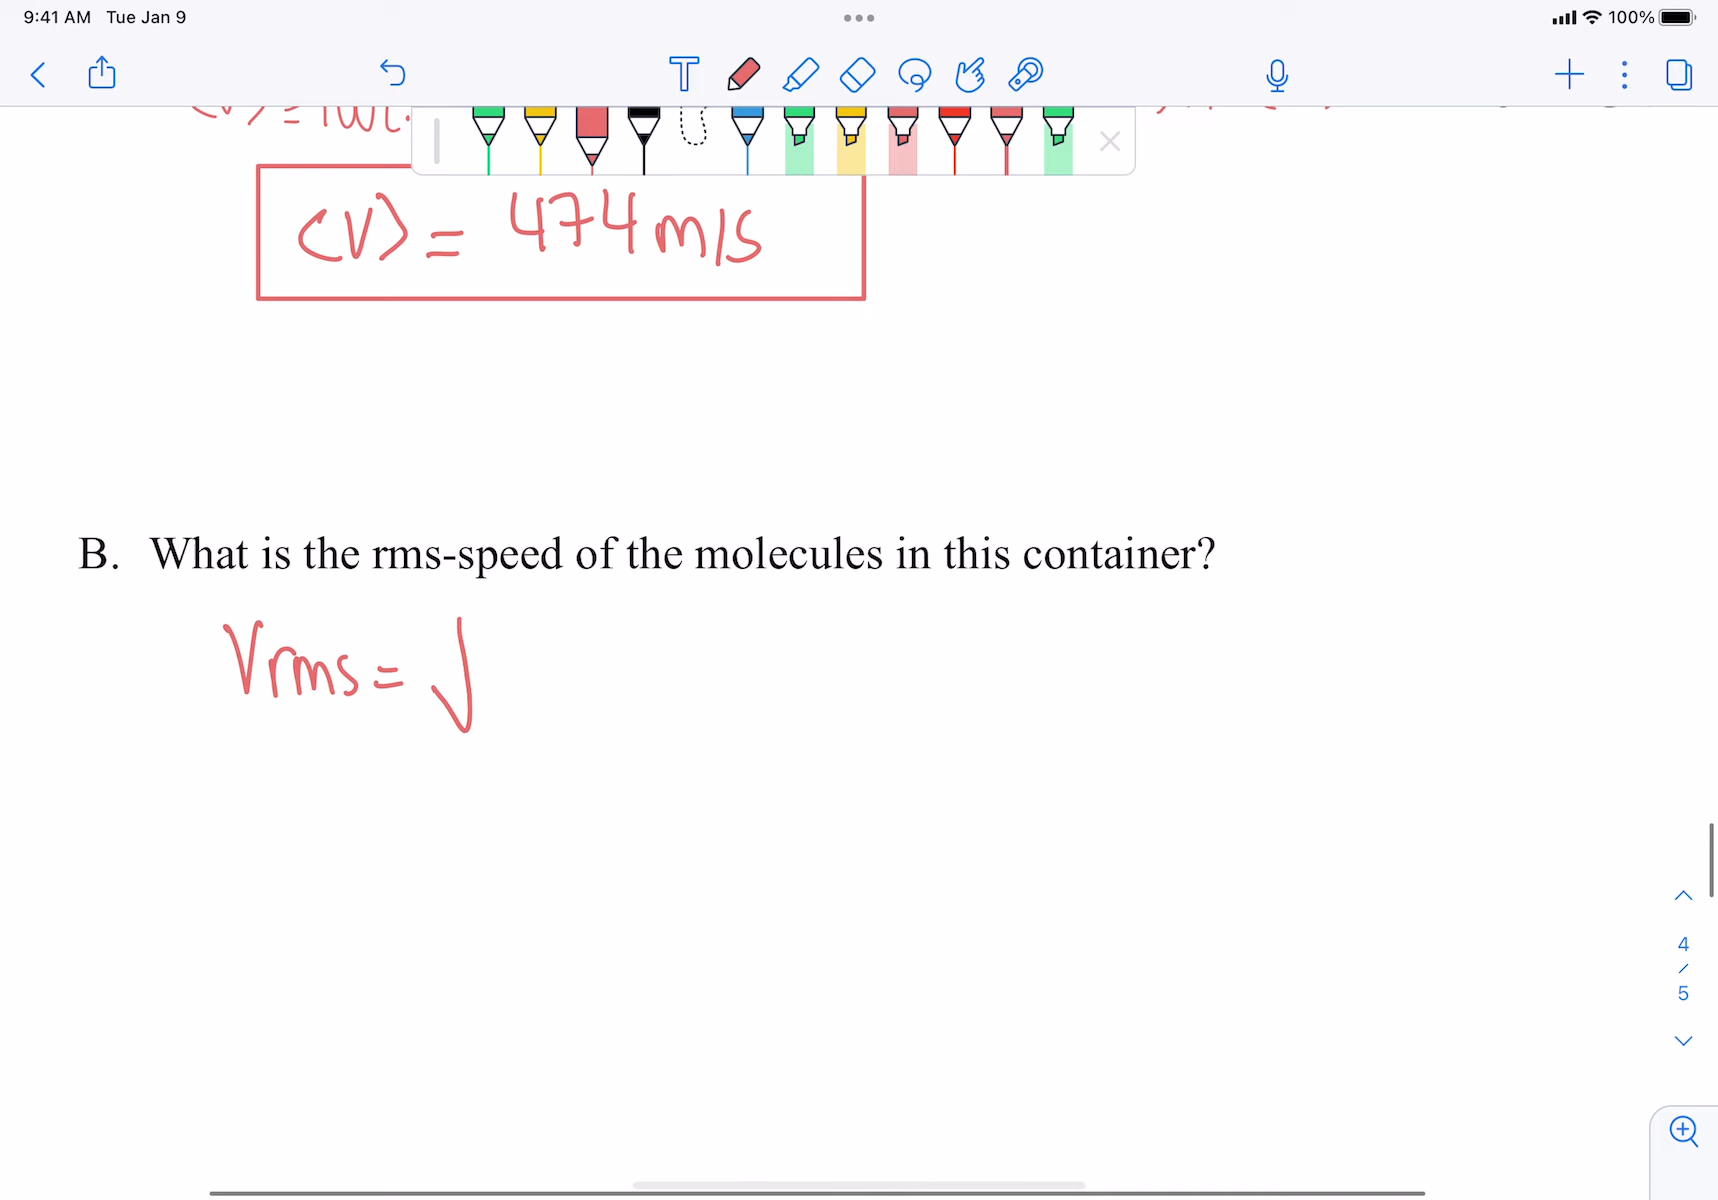 9:41 AM Tue Jan 9
100%
T
⟨V⟩ = 474 m/s
B. What is the rms-speed of the molecules in this container?
Vrms = √
4
/
5